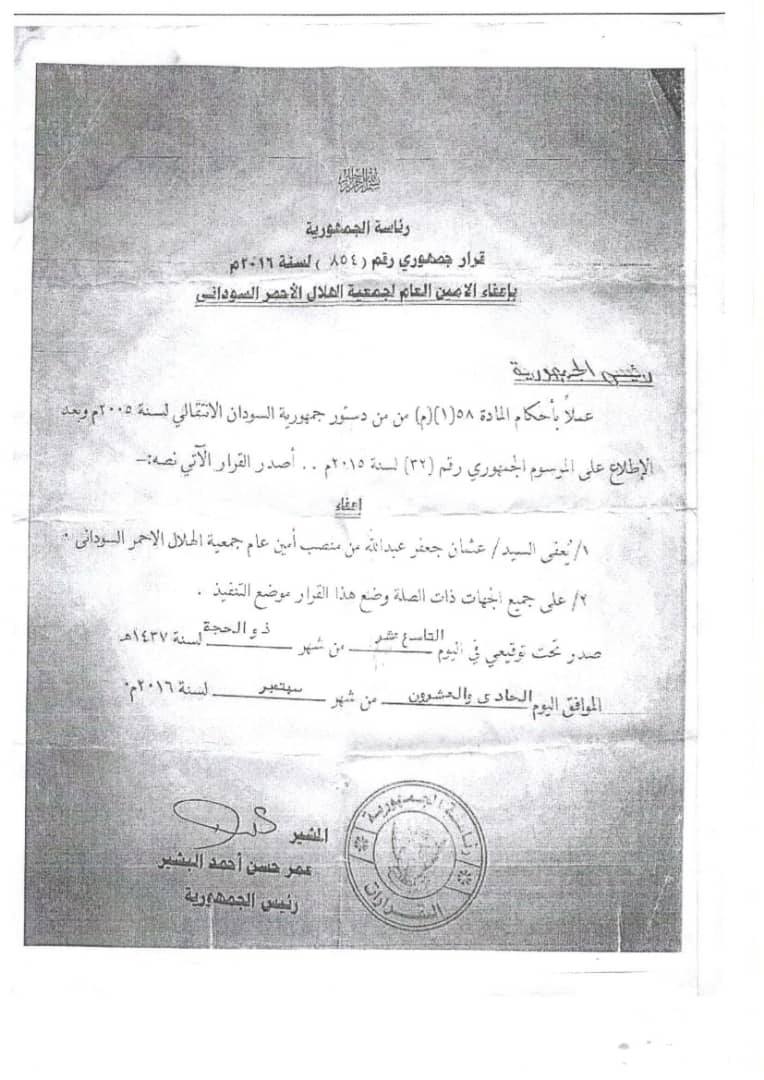 بسم الله الرحمن الرحيم
رئاسة الجمهورية
قرار جمهوري رقم (٨٥٤) لسنة ٢٠١٦م
بإعفاء الامين العام لجمعية الهلال الأحمر السودانى
رئيس الجمهورية
عملاً بأحكام المادة ٥٨(١)(م) من من دستور جمهورية السودان الانتقالي لسنة ٢٠٠٥م وبعد
الإطلاع على المرسوم الجمهوري رقم (٣٢) لسنة ٢٠١٥م .. أصدر القرار الآتي نصه:–
إعفاء
١/ يُعفى السيد/ عثمان جعفر عبدالله من منصب أمين عام جمعية الهلال الاحمر السودانى .
٢/ على جميع الجهات ذات الصلة وضع هذا القرار موضع التنفيذ .
صدر تحت توقيعي في اليوم التاسع عشر من شهر ذو الحجة لسنة ١٤٣٧هـ
الموافق اليوم الحادى والعشرون من شهر سبتمبر لسنة ٢٠١٦م.
المشير
عمر حسن أحمد البشير
رئيس الجمهورية
رئاسة الجمهورية
القرارات